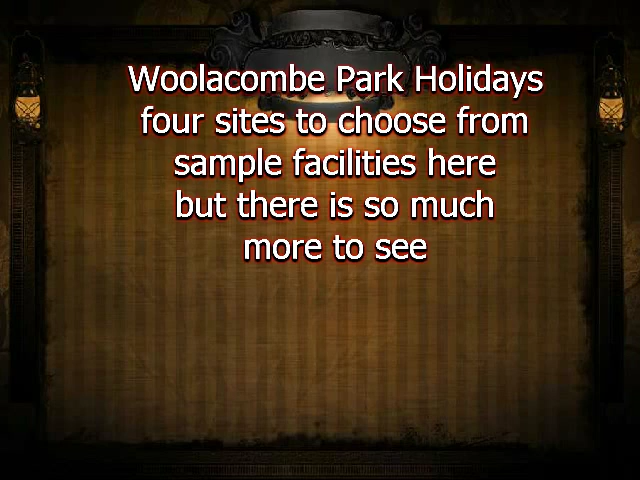 Woolacombe Park Holidays
four sites to choose from
sample facilities here
but there is so much
more to see